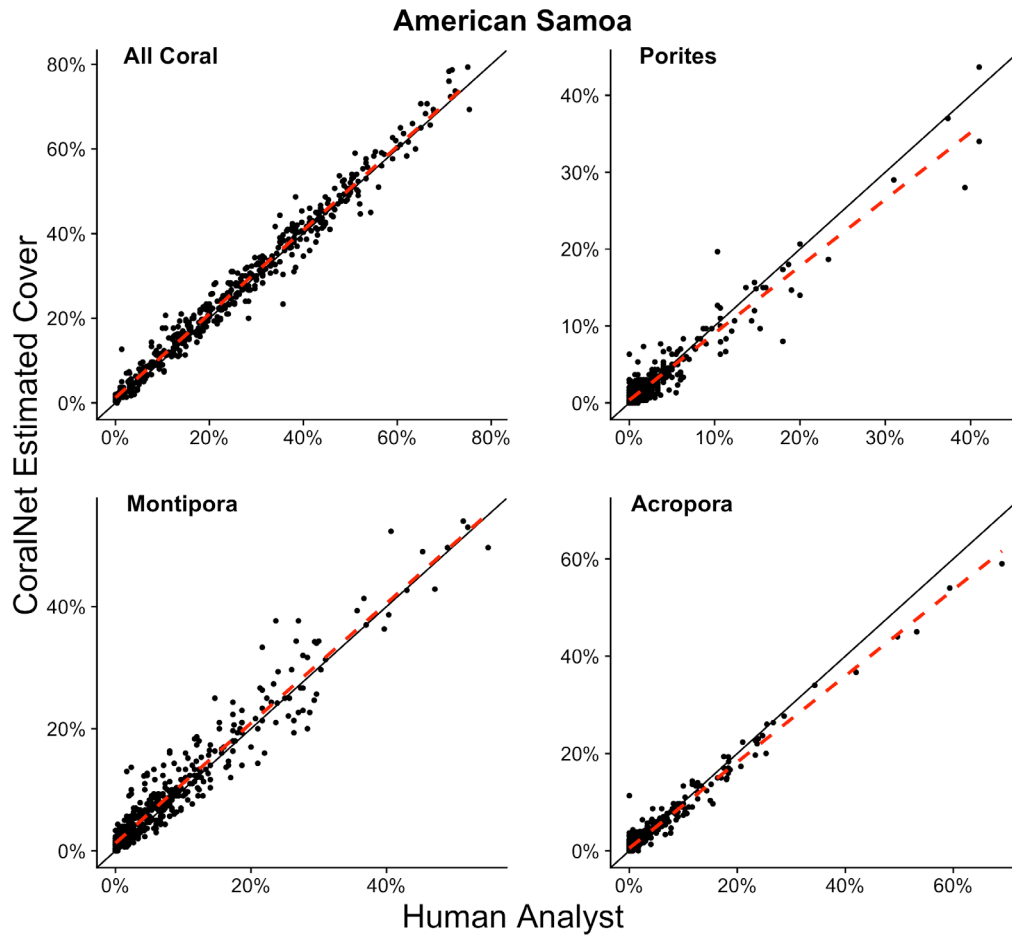 American Samoa
All Coral
80%
60%
40%
20%
0%
0% 20% 40% 60% 80%
Porites
40%
30%
20%
10%
0%
0% 10% 20% 30% 40%
Montipora
40%
20%
0%
0% 20% 40%
Acropora
60%
40%
20%
0%
0% 20% 40% 60%
CoralNet Estimated Cover
Human Analyst